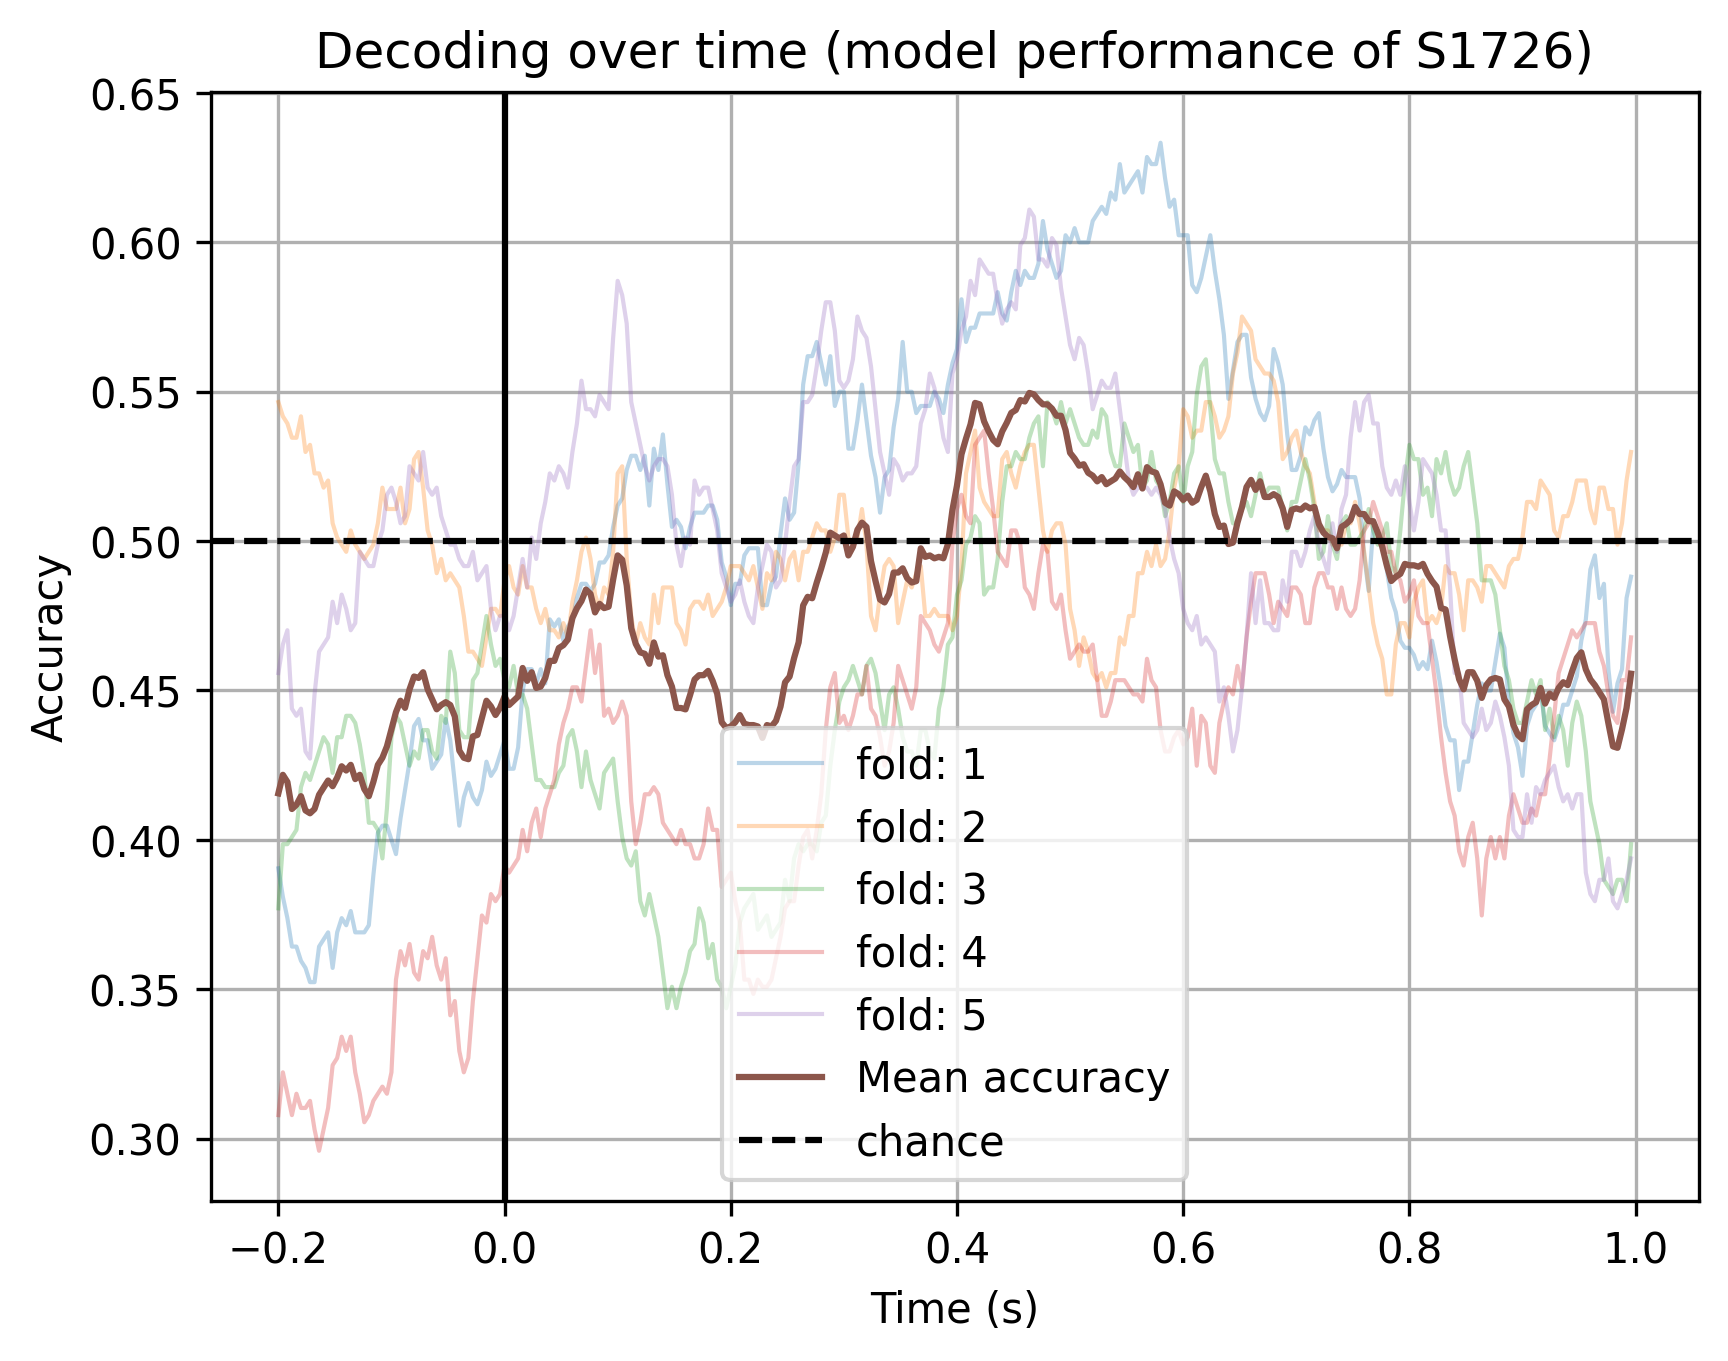 Decoding over time (model performance of S1726)
0.65
0.60
0.55
0.50
0.45
0.40
0.35
0.30
Accuracy
fold: 1
fold: 2
fold: 3
fold: 4
fold: 5
Mean accuracy
chance
−0.2 0.0 0.2 0.4 0.6 0.8 1.0
Time (s)